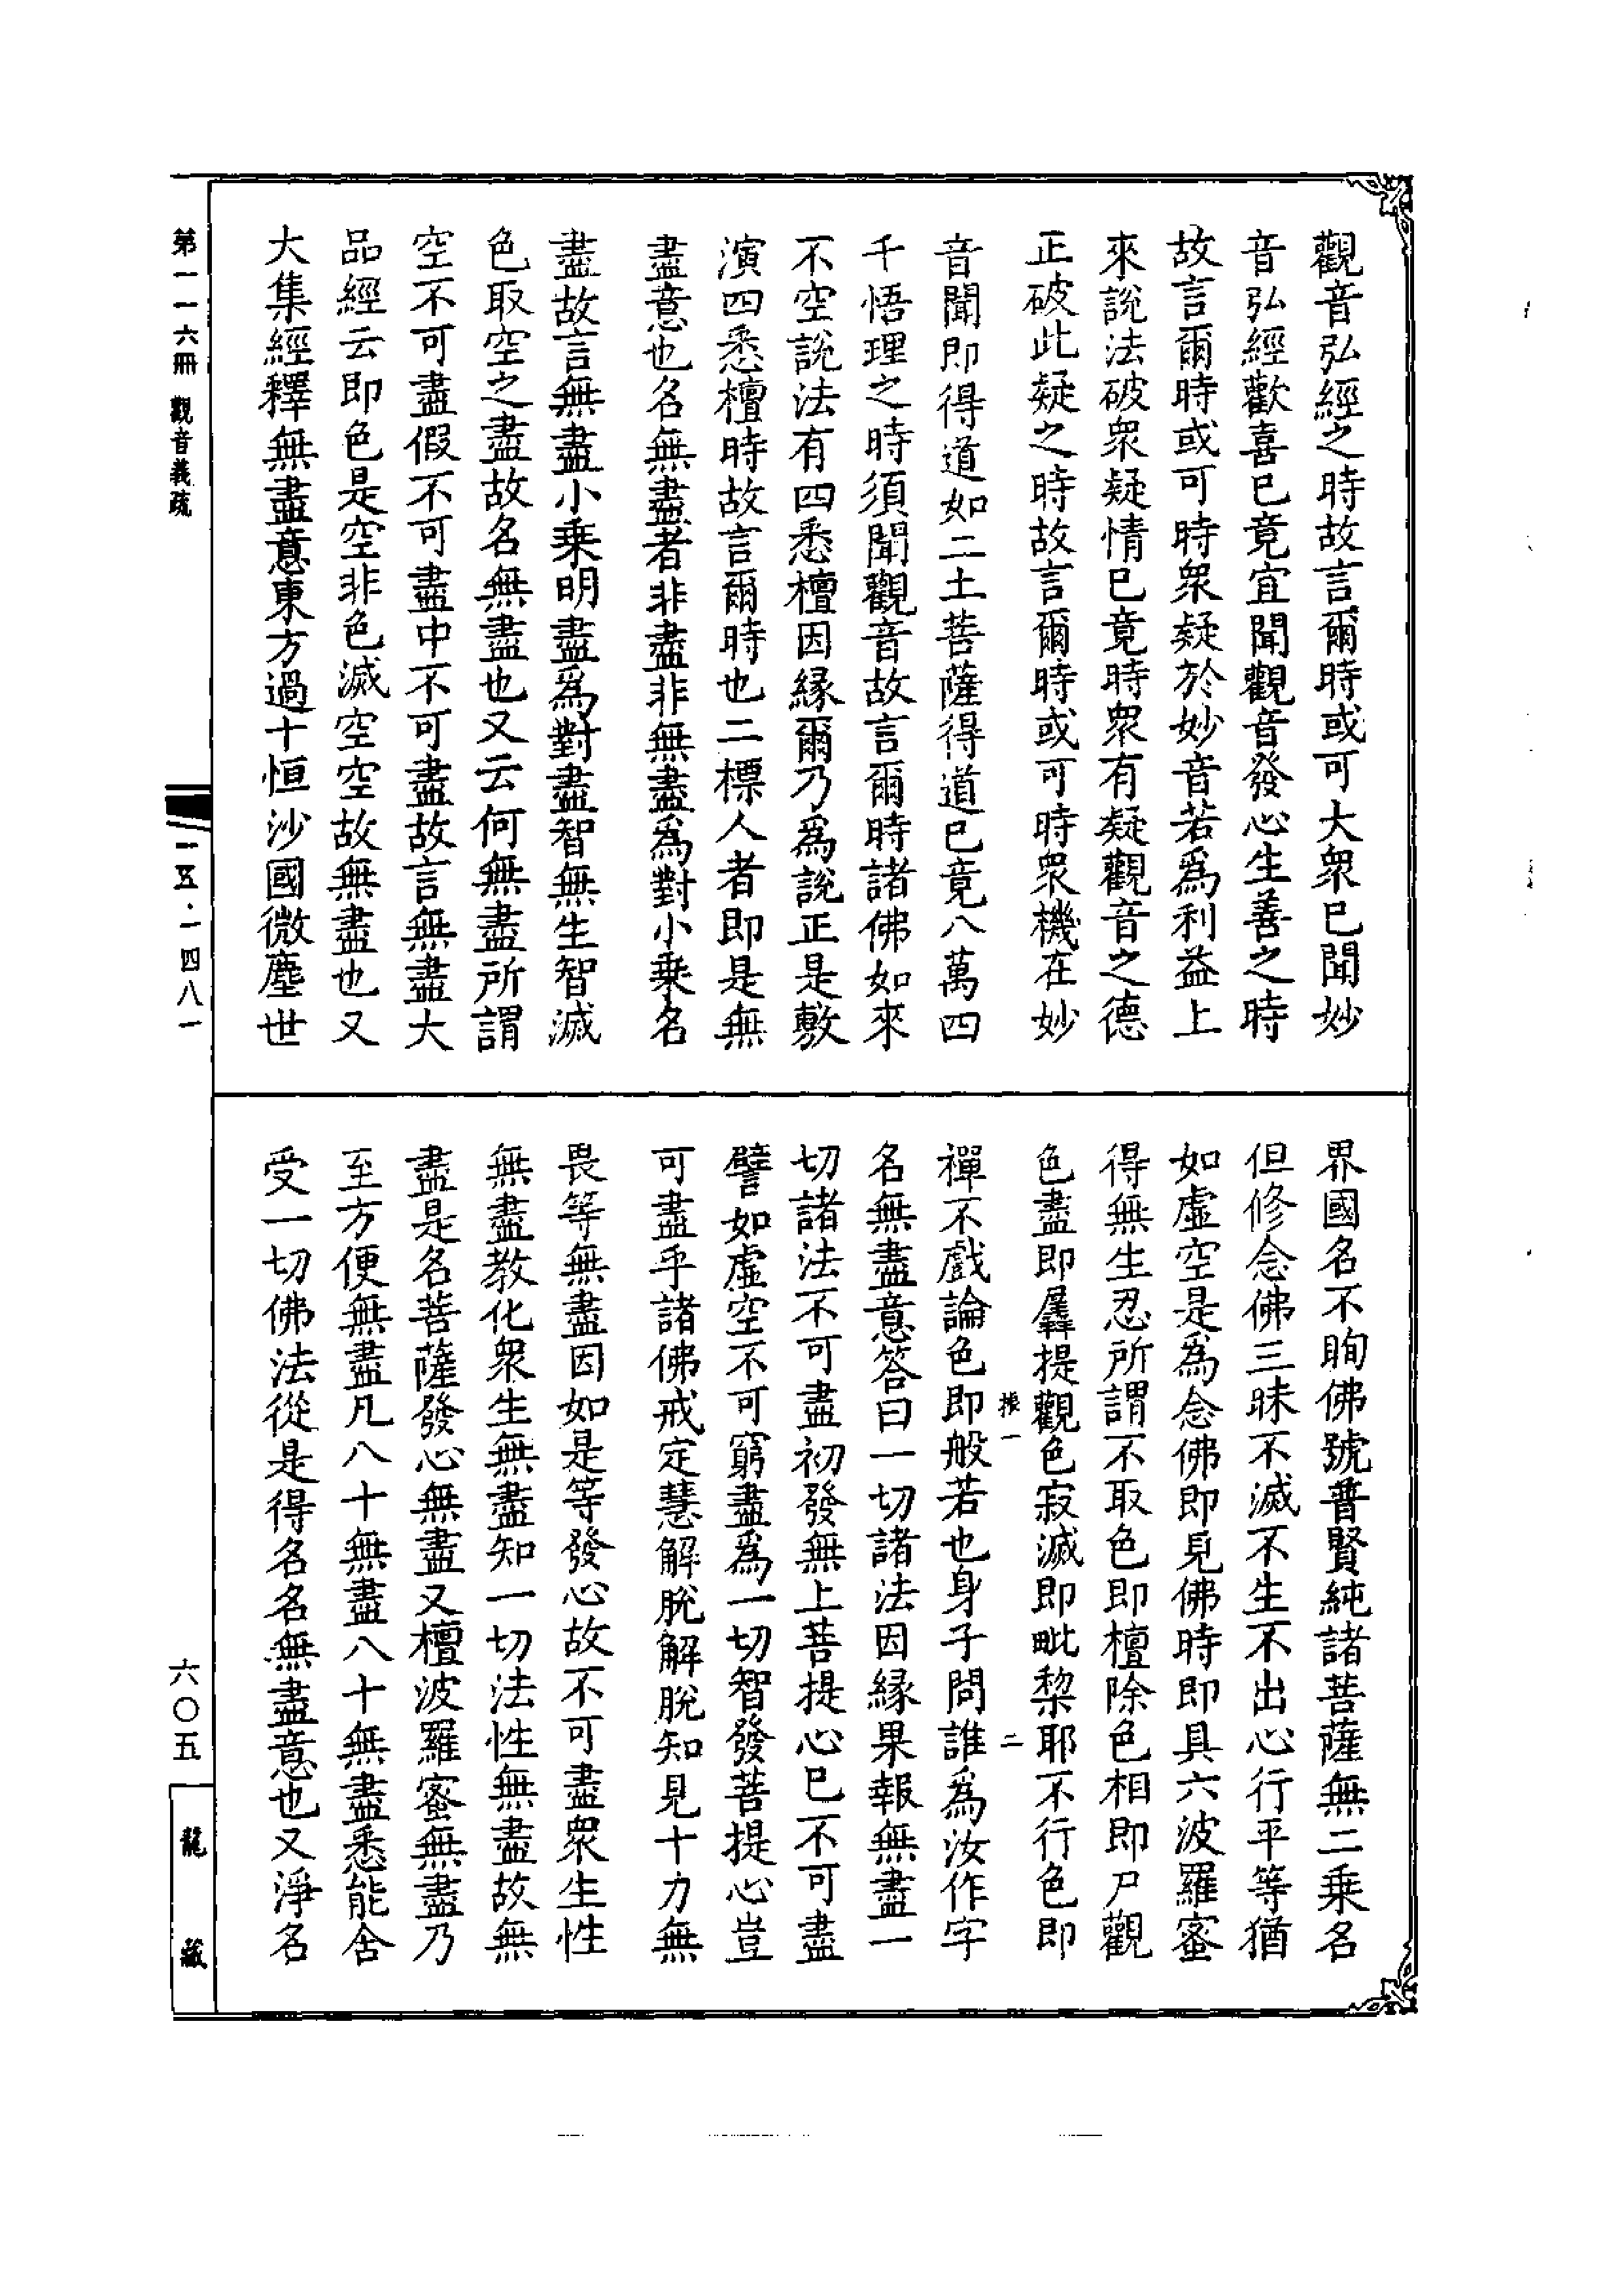 觀音弘經之時故言爾時或可大衆已聞妙
音弘經歡喜已竟宜聞觀音發心生善之時
故言爾時或可時衆疑於妙音若爲利益上
來說法破衆疑情已竟時衆有疑觀音之德
正破此疑之時故言爾時或可時衆機在妙
音聞即得道如二土菩薩得道已竟八萬四
千悟理之時須聞觀音故言爾時諸佛如來
不空說法有四悉檀因緣爾乃爲說正是敷
演四悉檀時故言爾時也二標人者即是無
盡意也名無盡者非盡非無盡爲對小乘名
盡故言無盡小乘明盡爲對盡智無生智滅
色取空之盡故名無盡也又云何無盡所謂
空不可盡假不可盡中不可盡故言無盡大
品經云即色是空非色滅空空故無盡也又
大集經釋無盡意東方過十恒沙國微塵世
界國名不眴佛號普賢純諸菩薩無二乘名
但修念佛三昧不滅不生不出心行平等猶
如虛空是爲念佛即見佛時即具六波羅蜜
得無生忍所謂不取色即檀除色相即尸觀
色盡即羼提觀色寂滅即毗梨耶不行色即
振一 二
禪不戲論色即般若也身子問誰爲汝作字
名無盡意答曰一切諸法因緣果報無盡一
切諸法不可盡初發無上菩提心已不可盡
譬如虛空不可窮盡爲一切智發菩提心豈
可盡乎諸佛戒定慧解脫解脫知見十力無
畏等無盡因如是等發心故不可盡衆生性
無盡教化衆生無盡知一切法性無盡故無
盡是名菩薩發心無盡又檀波羅蜜無盡乃
至方便無盡凡八十無盡八十無盡悉能含
受一切佛法從是得名名無盡意也又淨名
第一一六冊 觀音義疏
一五·一四八一
六〇五
龍藏